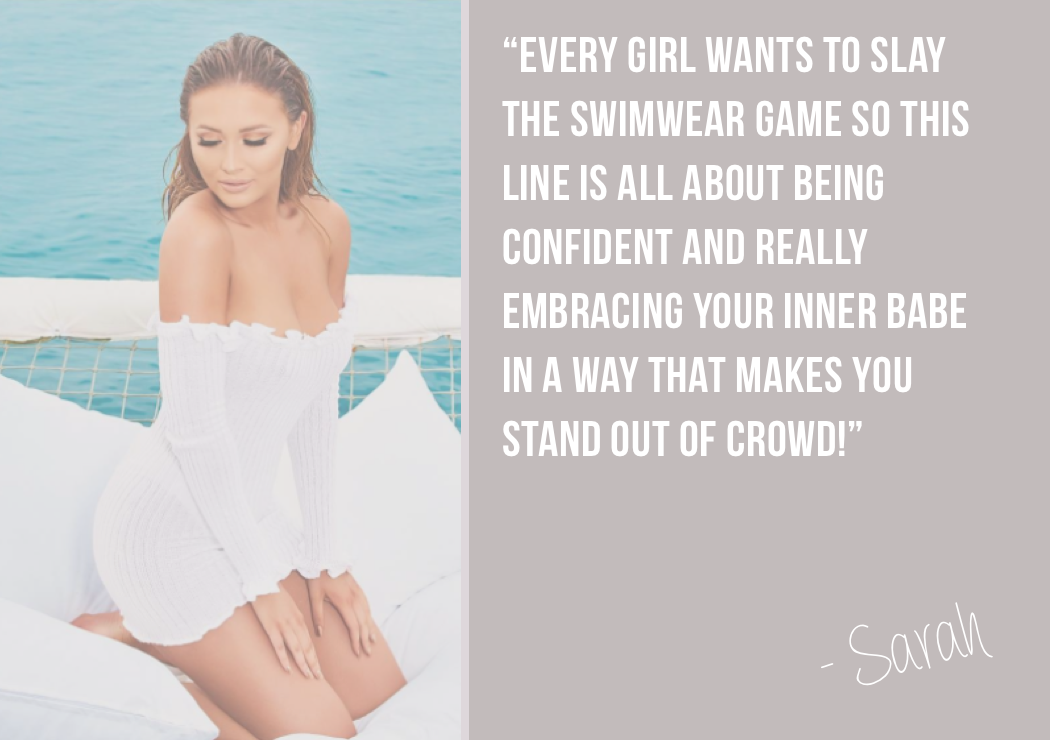 “EVERY GIRL WANTS TO SLAY
THE SWIMWEAR GAME SO THIS
LINE IS ALL ABOUT BEING
CONFIDENT AND REALLY
EMBRACING YOUR INNER BABE
IN A WAY THAT MAKES YOU
STAND OUT OF CROWD!”
- Sarah